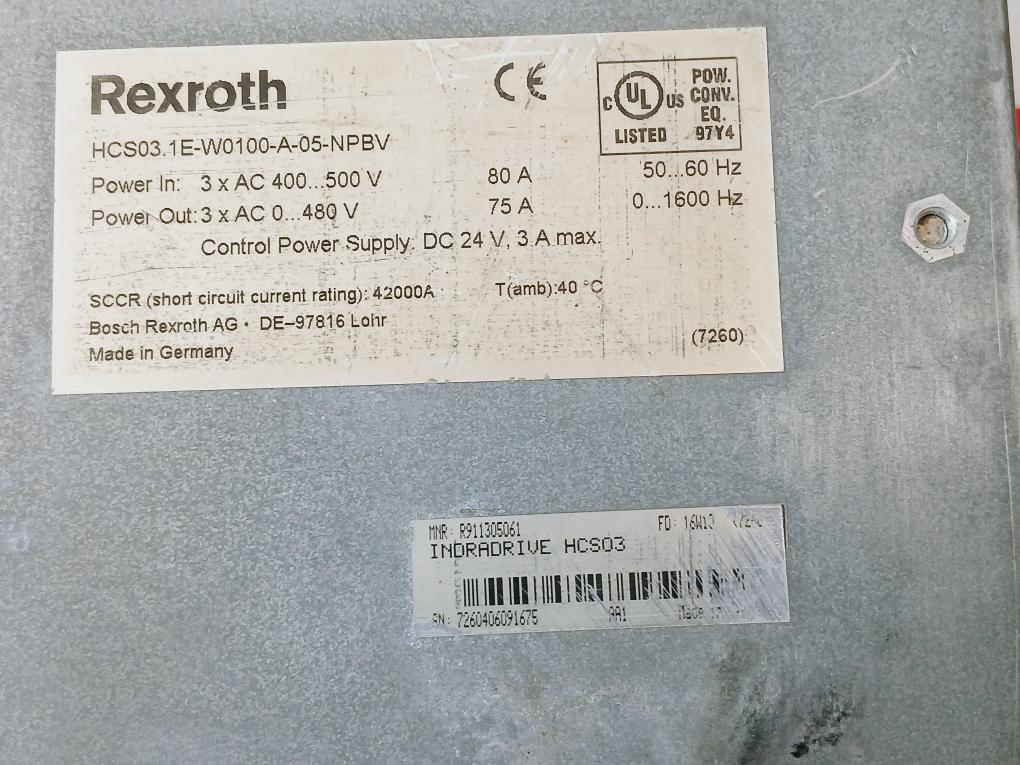 Rexroth
CE
C UL US LISTED
POW. CONV. EQ. 97Y4
HCS03.1E-W0100-A-05-NPBV
Power In: 3 x AC 400...500 V 80 A 50...60 Hz
Power Out: 3 x AC 0...480 V 75 A 0...1600 Hz
Control Power Supply: DC 24 V, 3 A max.
SCCR (short circuit current rating): 42000A T(amb):40 °C
Bosch Rexroth AG • DE–97816 Lohr
Made in Germany (7260)
MNR: R911305061 FD:
INDRADRIVE HCS03
SN: 7260406091675 AA1 Made